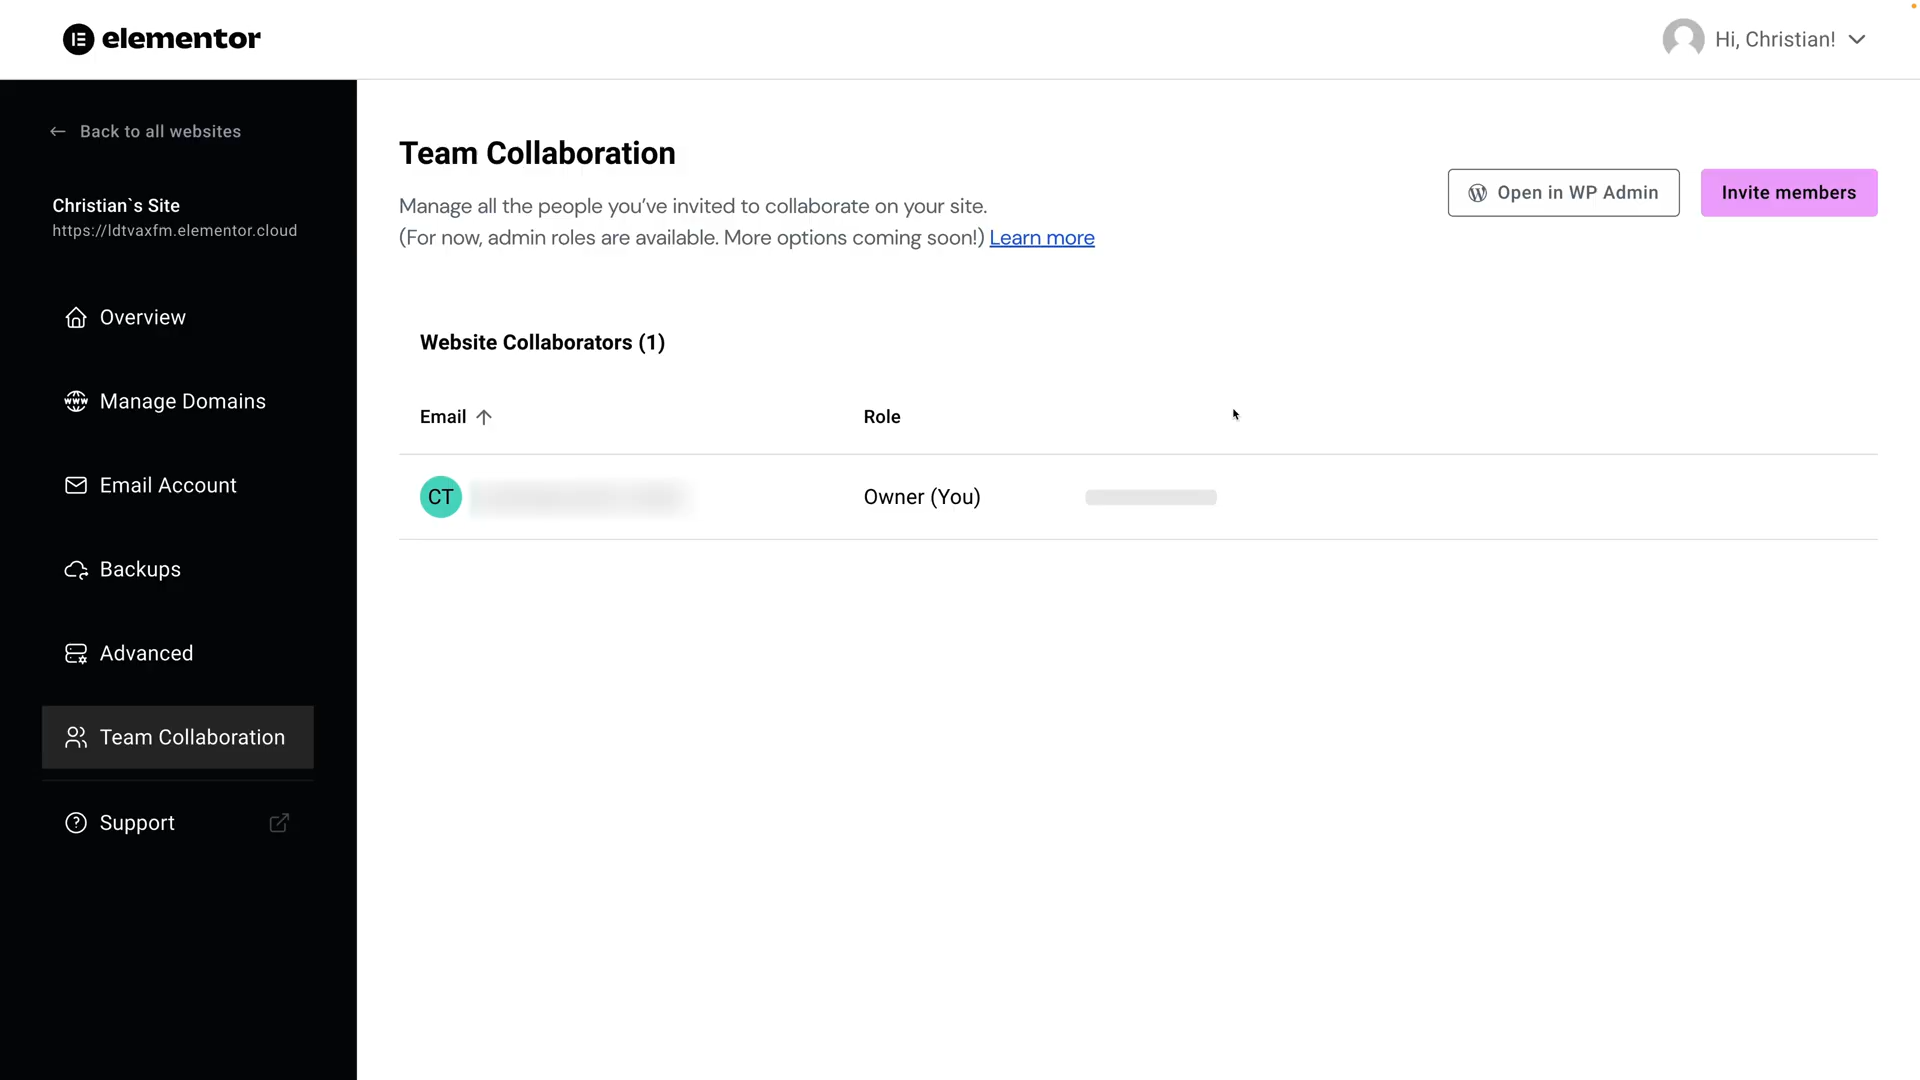 elementor
Hi, Christian!
Back to all websites
Christian`s Site
https://ldtvaxfm.elementor.cloud
Overview
Manage Domains
Email Account
Backups
Advanced
Team Collaboration
Support
Team Collaboration
Manage all the people you’ve invited to collaborate on your site.
(For now, admin roles are available. More options coming soon!) Learn more
Open in WP Admin
Invite members
Website Collaborators (1)
Email Role
CT Owner (You)